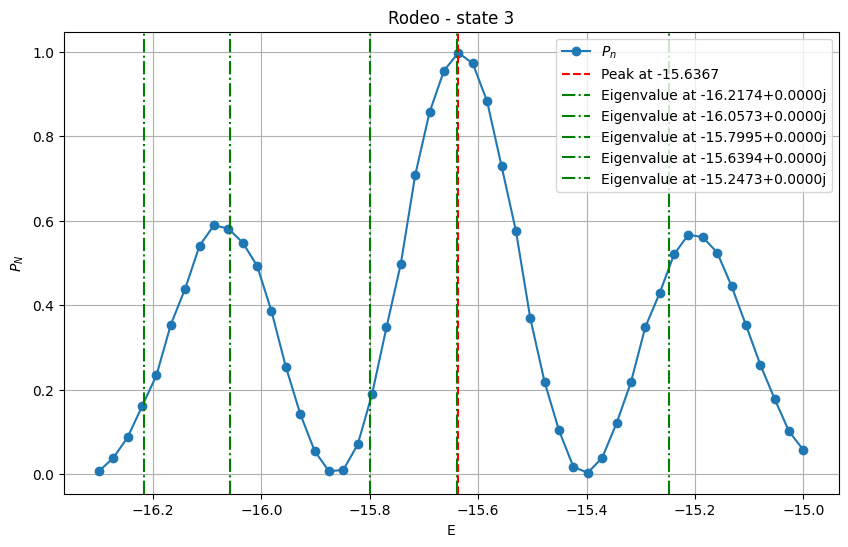 Rodeo - state 3
P_N
1.0
0.8
0.6
0.4
0.2
0.0
P_n
Peak at -15.6367
Eigenvalue at -16.2174+0.0000j
Eigenvalue at -16.0573+0.0000j
Eigenvalue at -15.7995+0.0000j
Eigenvalue at -15.6394+0.0000j
Eigenvalue at -15.2473+0.0000j
−16.2 −16.0 −15.8 −15.6 −15.4 −15.2 −15.0
E